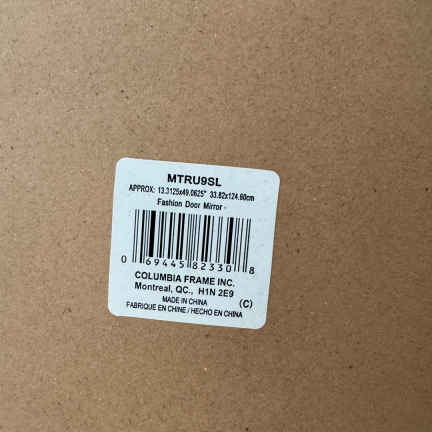 MTRU9SL
APPROX: 13.3125x49.0625" 33.82x124.60cm
Fashion Door Mirror -
0 69445 82330 8
COLUMBIA FRAME INC.
Montreal, QC., H1N 2E9
MADE IN CHINA (C)
FABRIQUE EN CHINE / HECHO EN CHINA